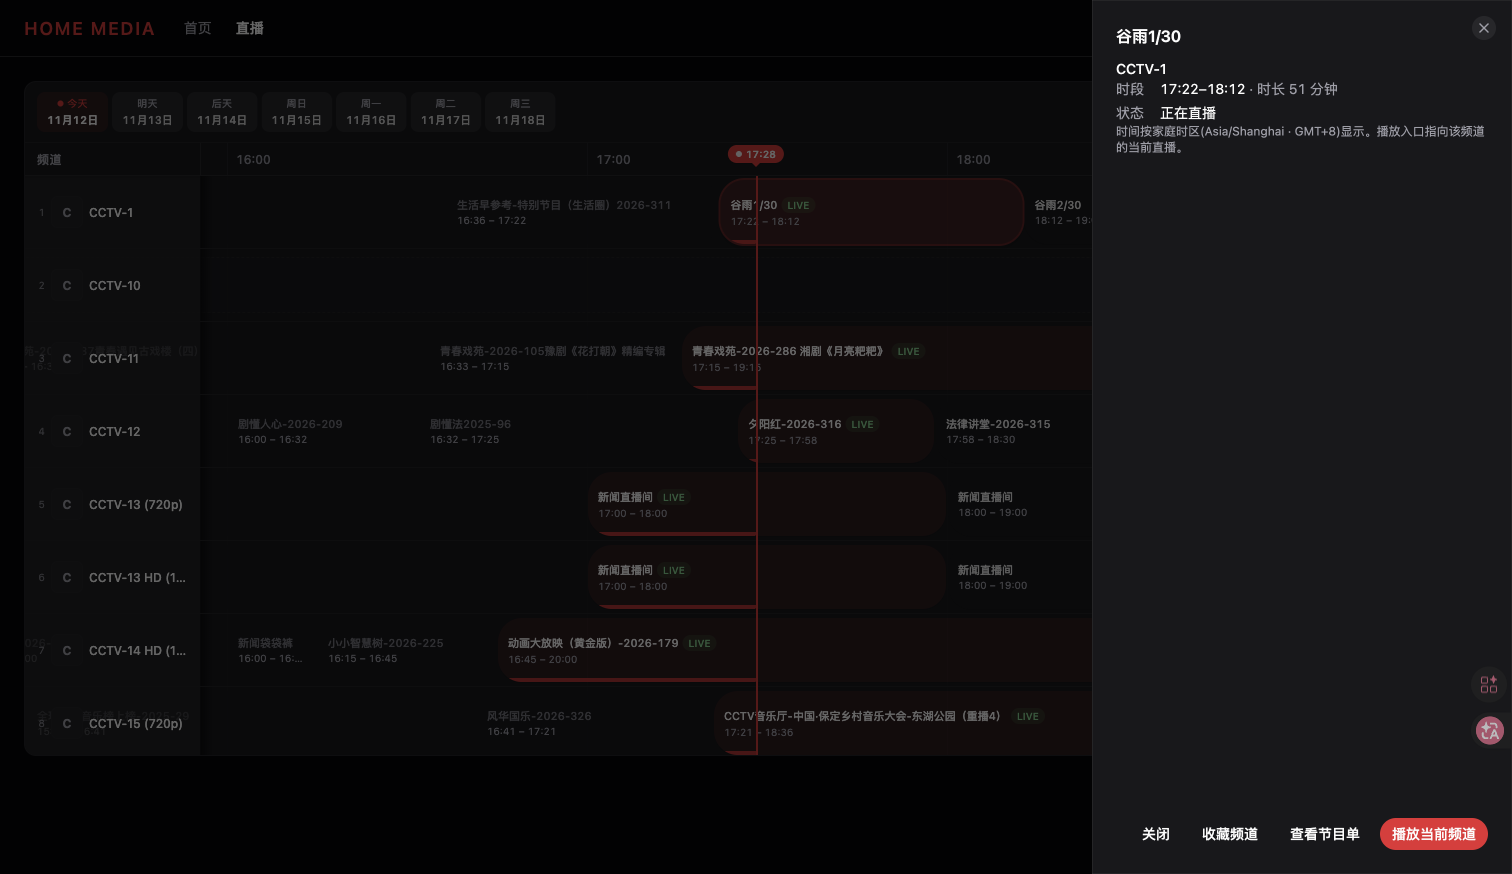 HOME MEDIA 首页 直播
今天 明天 后天 周日 周一 周二 周三
11月12日 11月13日 11月14日 11月15日 11月16日 11月17日 11月18日
频道 16:00 17:00 17:28 18:00
1 C CCTV-1 生活早参考-特别节目（生活圈）2026-311 谷雨1/30 LIVE 谷雨2/30
16:36 – 17:22 17:22 – 18:12 18:12 – 19:
2 C CCTV-10
3 C CCTV-11 青春戏苑-2026-105豫剧《花打朝》精编专辑 青春戏苑-2026-286 湘剧《月亮粑粑》 LIVE
16:33 – 17:15 17:15 – 19:15
4 C CCTV-12 剧懂人心-2026-209 剧懂法2025-96 夕阳红-2026-316 LIVE 法律讲堂-2026-315
16:00 – 16:32 16:32 – 17:25 17:25 – 17:58 17:58 – 18:30
5 C CCTV-13 (720p) 新闻直播间 LIVE 新闻直播间
17:00 – 18:00 18:00 – 19:00
6 C CCTV-13 HD (1... 新闻直播间 LIVE 新闻直播间
17:00 – 18:00 18:00 – 19:00
7 C CCTV-14 HD (1... 新闻袋袋裤 小小智慧树-2026-225 动画大放映（黄金版）-2026-179 LIVE
16:00 – 16:... 16:15 – 16:45 16:45 – 20:00
8 C CCTV-15 (720p) 风华国乐-2026-326 CCTV音乐厅-中国·保定乡村音乐大会-东湖公园（重播4） LIVE
16:41 – 17:21 17:21 – 18:36
谷雨1/30
CCTV-1
时段 17:22–18:12 · 时长 51 分钟
状态 正在直播
时间按家庭时区(Asia/Shanghai · GMT+8)显示。播放入口指向该频道
的当前直播。
关闭 收藏频道 查看节目单 播放当前频道